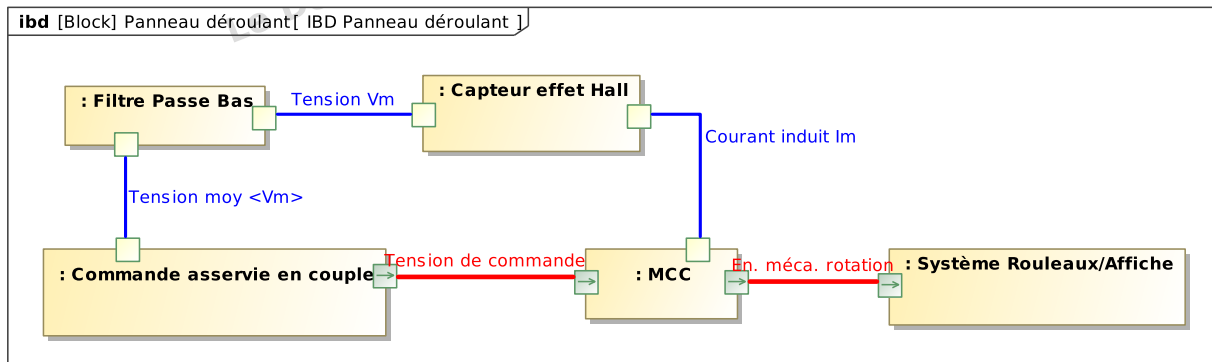 ibd [Block] Panneau déroulant[ IBD Panneau déroulant ]
: Filtre Passe Bas
Tension Vm
: Capteur effet Hall
Courant induit Im
Tension moy <Vm>
: Commande asservie en couple
Tension de commande
: MCC
En. méca. rotation
: Système Rouleaux/Affiche